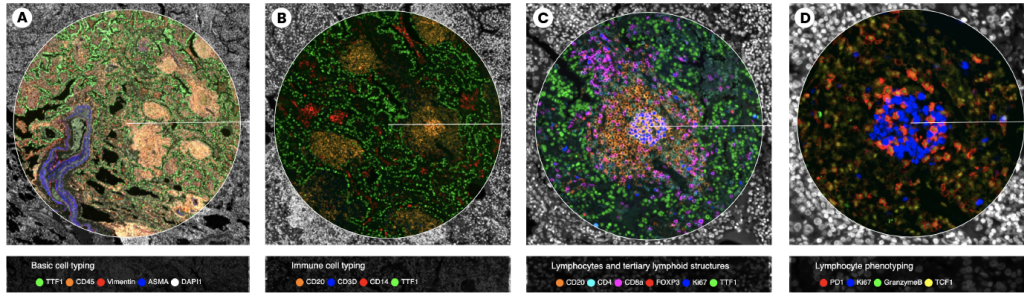 A
B
C
D
Basic cell typing
TTF1 CD45 Vimentin ASMA DAPI1
Immune cell typing
CD20 CD3D CD14 TTF1
Lymphocytes and tertiary lymphoid structures
CD20 CD4 CD8a FOXP3 Ki67 TTF1
Lymphocyte phenotyping
PD1 Ki67 GranzymeB TCF1